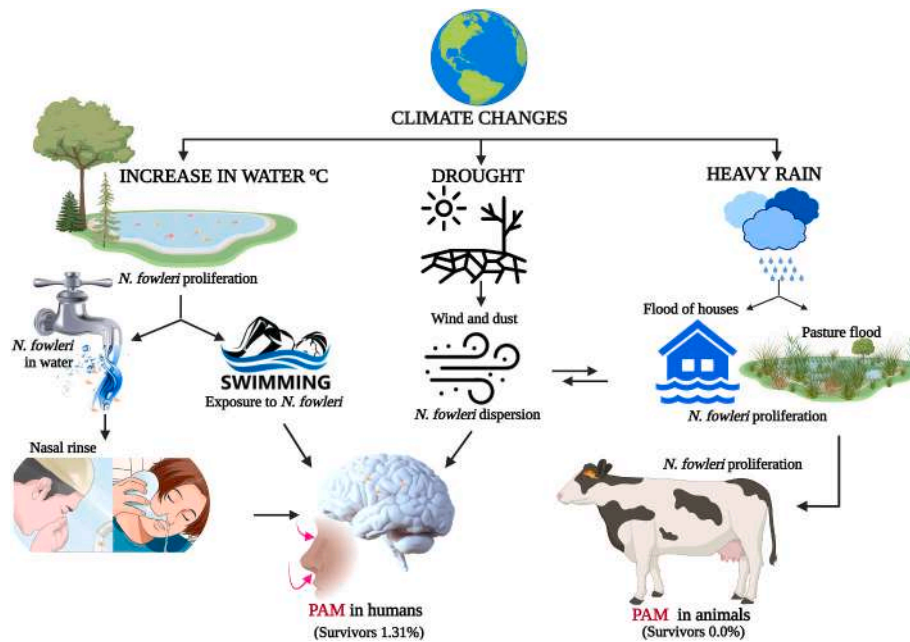 CLIMATE CHANGES
INCREASE IN WATER ºC
DROUGHT
HEAVY RAIN
N. fowleri proliferation
N. fowleri
in water
SWIMMING
Exposure to N. fowleri
Nasal rinse
Wind and dust
N. fowleri dispersion
Flood of houses
Pasture flood
N. fowleri proliferation
N. fowleri proliferation
PAM in humans
(Survivors 1.31%)
PAM in animals
(Survivors 0.0%)